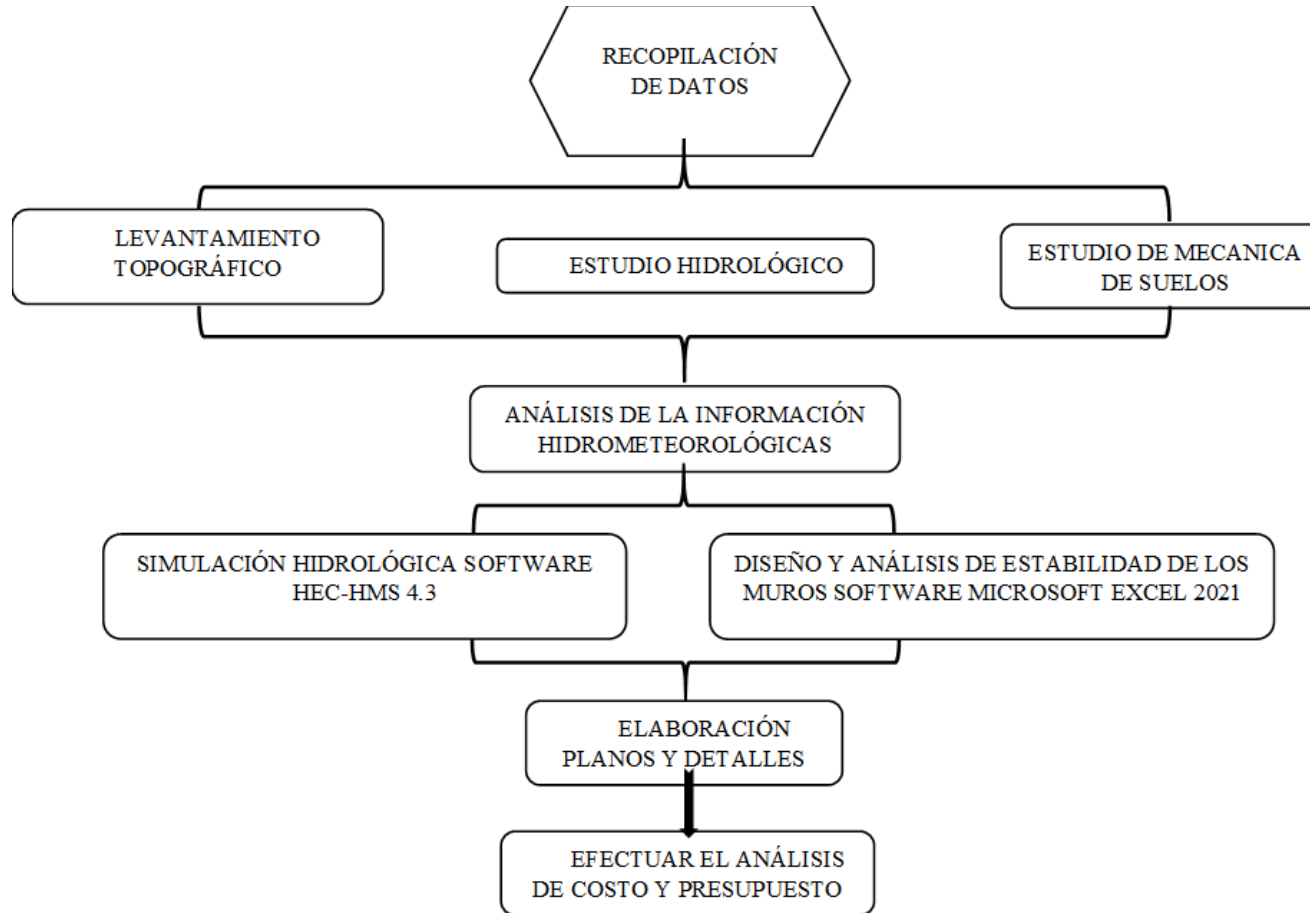 RECOPILACIÓN
DE DATOS
LEVANTAMIENTO
TOPOGRÁFICO
ESTUDIO HIDROLÓGICO
ESTUDIO DE MECANICA
DE SUELOS
ANÁLISIS DE LA INFORMACIÓN
HIDROMETEOROLÓGICAS
SIMULACIÓN HIDROLÓGICA SOFTWARE
HEC-HMS 4.3
DISEÑO Y ANÁLISIS DE ESTABILIDAD DE LOS
MUROS SOFTWARE MICROSOFT EXCEL 2021
ELABORACIÓN
PLANOS Y DETALLES
EFECTUAR EL ANÁLISIS
DE COSTO Y PRESUPUESTO